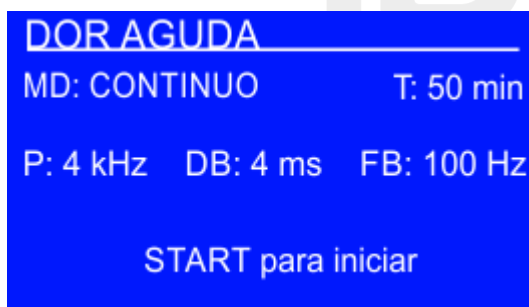 DOR AGUDA
MD: CONTINUO T: 50 min
P: 4 kHz DB: 4 ms FB: 100 Hz
START para iniciar